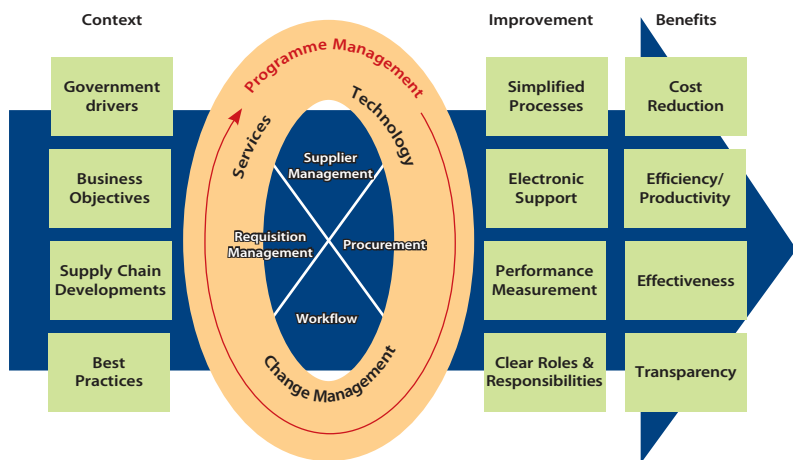 Context
Improvement
Benefits
Government
drivers
Business
Objectives
Supply Chain
Developments
Best
Practices
Programme Management
Services
Technology
Change Management
Supplier
Management
Requisition
Management
Procurement
Workflow
Simplified
Processes
Electronic
Support
Performance
Measurement
Clear Roles &
Responsibilities
Cost
Reduction
Efficiency/
Productivity
Effectiveness
Transparency